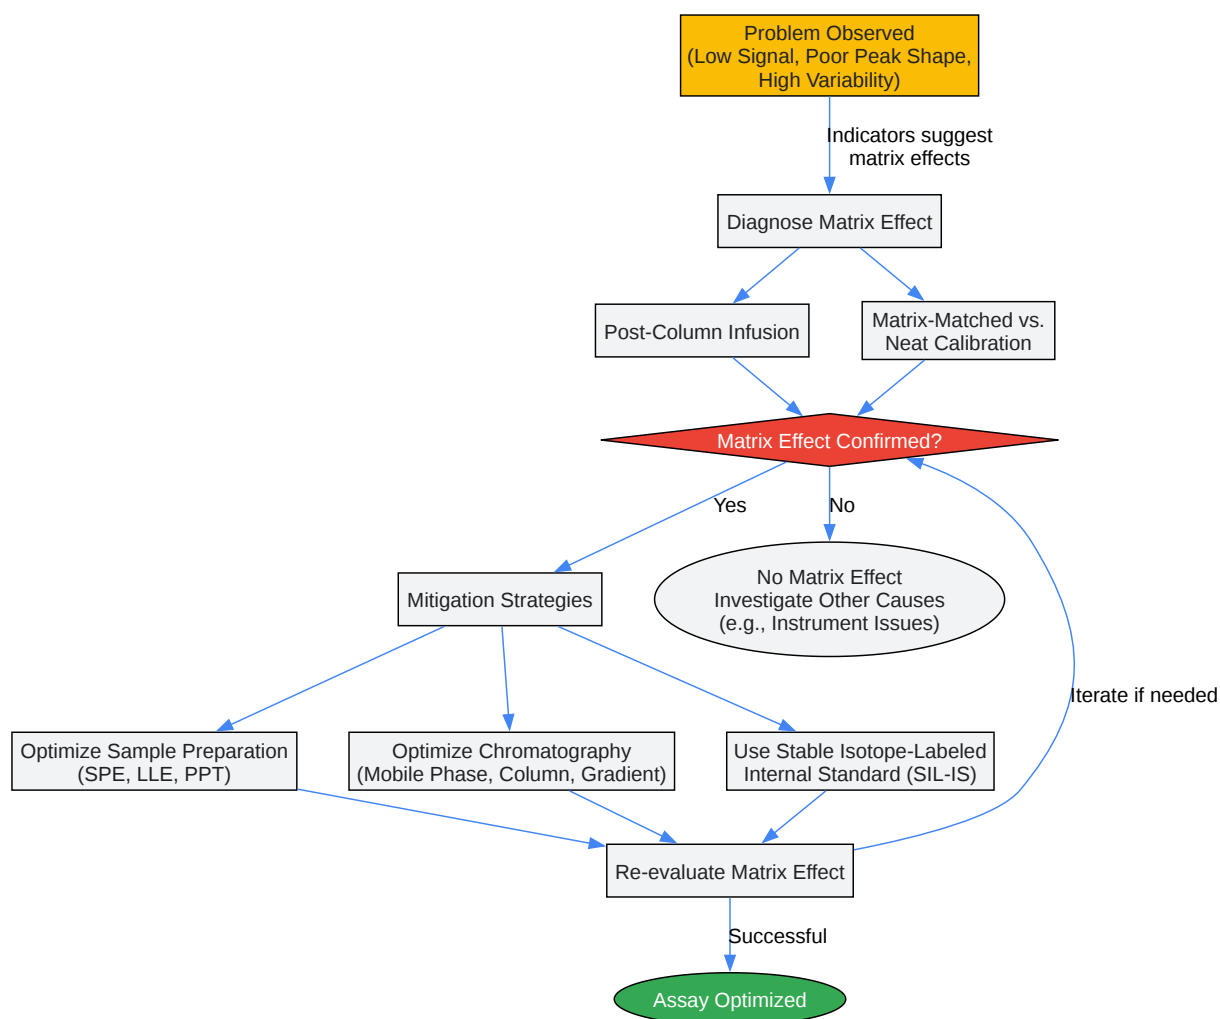 Problem Observed
(Low Signal, Poor Peak Shape,
High Variability)
Indicators suggest
matrix effects
Diagnose Matrix Effect
Post-Column Infusion
Matrix-Matched vs.
Neat Calibration
Matrix Effect Confirmed?
Yes
No
No Matrix Effect
Investigate Other Causes
(e.g., Instrument Issues)
Mitigation Strategies
Iterate if needed
Optimize Sample Preparation
(SPE, LLE, PPT)
Optimize Chromatography
(Mobile Phase, Column, Gradient)
Use Stable Isotope-Labeled
Internal Standard (SIL-IS)
Re-evaluate Matrix Effect
Successful
Assay Optimized